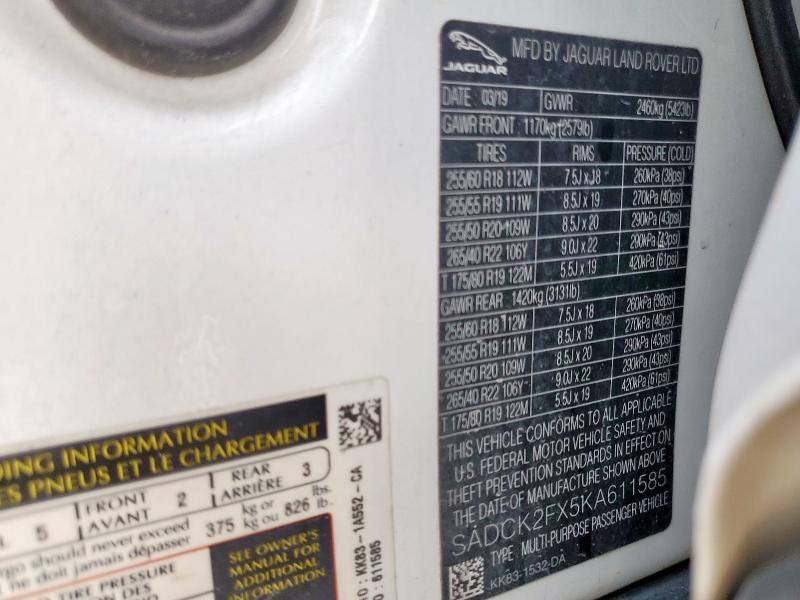 JAGUAR
MFD BY JAGUAR LAND ROVER LTD
DATE 03/19 GVWR 2460kg (5423lb)
GAWR FRONT 1170kg (2579lb)
TIRES RIMS PRESSURE (COLD)
255/60 R18 112W 7.5J x 18 260kPa (38psi)
255/55 R19 111W 8.5J x 19 270kPa (40psi)
255/50 R20 109W 8.5J x 20 290kPa (43psi)
265/40 R22 106Y 9.0J x 22 290kPa (43psi)
T 175/80 R19 122M 5.5J x 19 420kPa (61psi)
GAWR REAR 1420kg (3131lb)
255/60 R18 112W 7.5J x 18 260kPa (38psi)
255/55 R19 111W 8.5J x 19 270kPa (40psi)
255/50 R20 109W 8.5J x 20 290kPa (43psi)
265/40 R22 106Y 9.0J x 22 290kPa (43psi)
T 175/80 R19 122M 5.5J x 19 420kPa (61psi)
THIS VEHICLE CONFORMS TO ALL APPLICABLE
U.S. FEDERAL MOTOR VEHICLE SAFETY AND
THEFT PREVENTION STANDARDS IN EFFECT ON
THE DATE OF MANUFACTURE SHOWN ABOVE
SADCK2FX5KA611585
TYPE: MULTI-PURPOSE PASSENGER VEHICLE
KK83-1532-DA
DING INFORMATION
ES PNEUS ET LE CHARGEMENT
L 5 FRONT AVANT 2 REAR ARRIÈRE 3
rgo should never exceed
ne doit jamais dépasser 375 kg or kg ou 826 lbs. lb.
TIRE PRESSURE
ON DES
SEE OWNER'S
MANUAL FOR
ADDITIONAL
INFORMATION
: KK83-1A552-CA
O : 611585